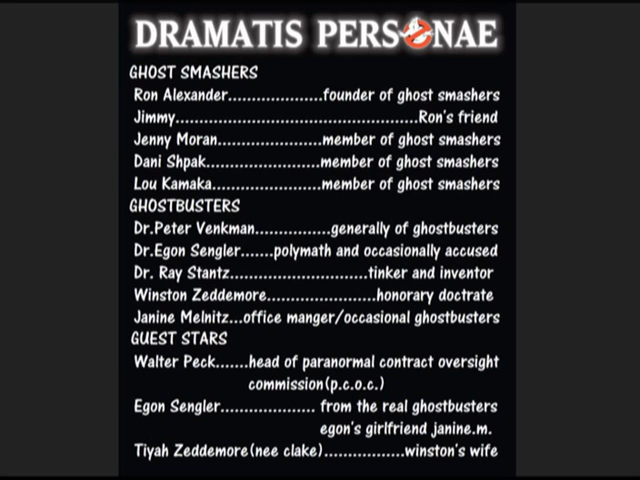 DRAMATIS PERSONAE
GHOST SMASHERS
Ron Alexander....................founder of ghost smashers
Jimmy...................................................Ron's friend
Jenny Moran......................member of ghost smashers
Dani Shpak........................member of ghost smashers
Lou Kamaka.......................member of ghost smashers
GHOSTBUSTERS
Dr.Peter Venkman................generally of ghostbusters
Dr.Egon Sengler.......polymath and occasionally accused
Dr. Ray Stantz.............................tinker and inventor
Winston Zeddemore.......................honorary doctrate
Janine Melnitz...office manger/occasional ghostbusters
GUEST STARS
Walter Peck.......head of paranormal contract oversight
commission(p.c.o.c.)
Egon Sengler.................... from the real ghostbusters
egon's girlfriend janine.m.
Tiyah Zeddemore(nee clake).................winston's wife